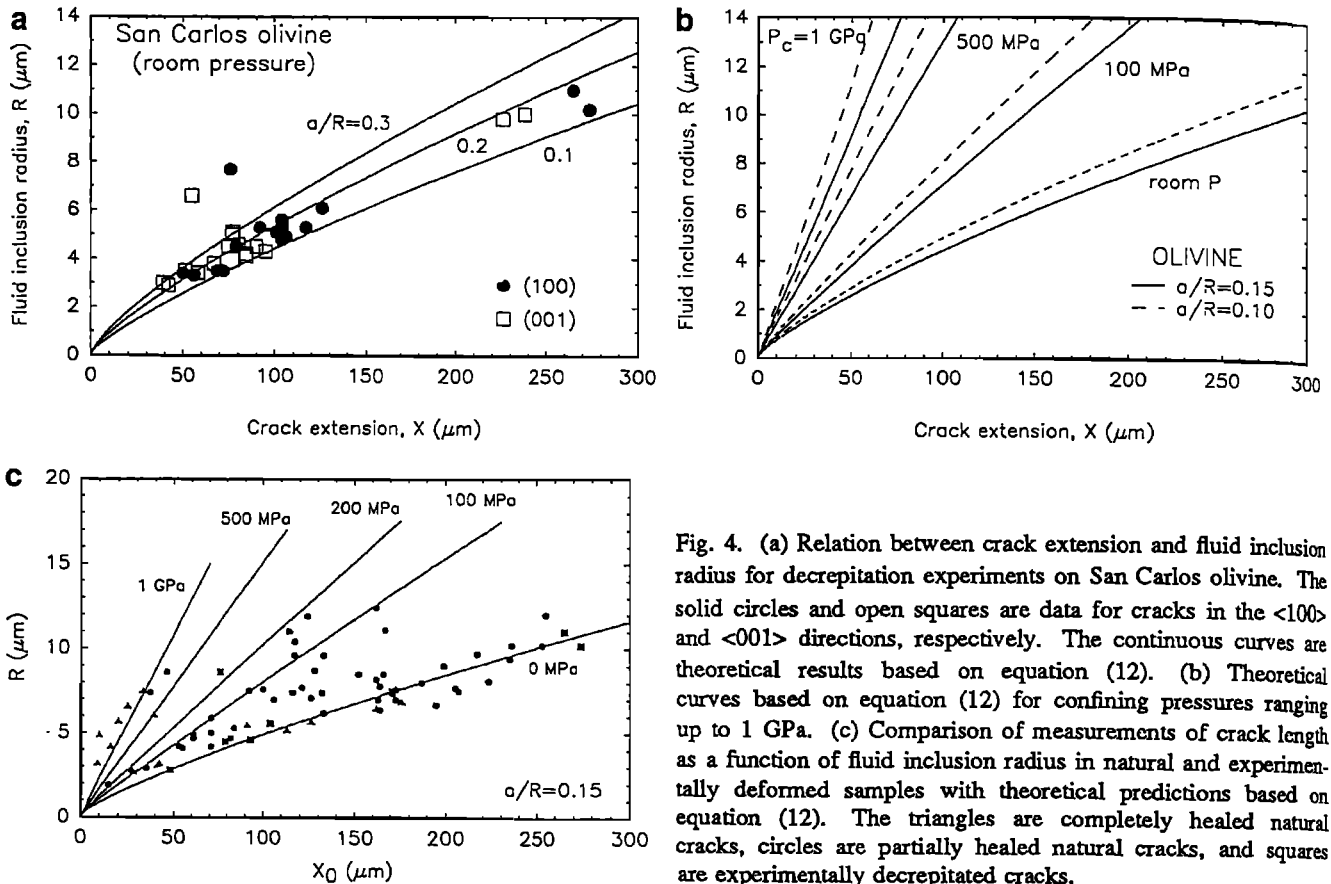 a
San Carlos olivine
(room pressure)
a/R=0.3
0.2
0.1
(100)
(001)
Fluid inclusion radius, R (μm)
14
12
10
8
6
4
2
0
0 50 100 150 200 250 300
Crack extension, X (μm)
b
P_c=1 GPa
500 MPa
100 MPa
room P
OLIVINE
a/R=0.15
a/R=0.10
Fluid inclusion radius, R (μm)
14
12
10
8
6
4
2
0
0 50 100 150 200 250 300
Crack extension, X (μm)
c
1 GPa
500 MPa
200 MPa
100 MPa
0 MPa
a/R=0.15
R (μm)
20
15
10
5
0
0 50 100 150 200 250 300
X_0 (μm)
Fig. 4. (a) Relation between crack extension and fluid inclusion
radius for decrepitation experiments on San Carlos olivine. The
solid circles and open squares are data for cracks in the <100>
and <001> directions, respectively. The continuous curves are
theoretical results based on equation (12). (b) Theoretical
curves based on equation (12) for confining pressures ranging
up to 1 GPa. (c) Comparison of measurements of crack length
as a function of fluid inclusion radius in natural and experimen-
tally deformed samples with theoretical predictions based on
equation (12). The triangles are completely healed natural
cracks, circles are partially healed natural cracks, and squares
are experimentally decrepitated cracks.